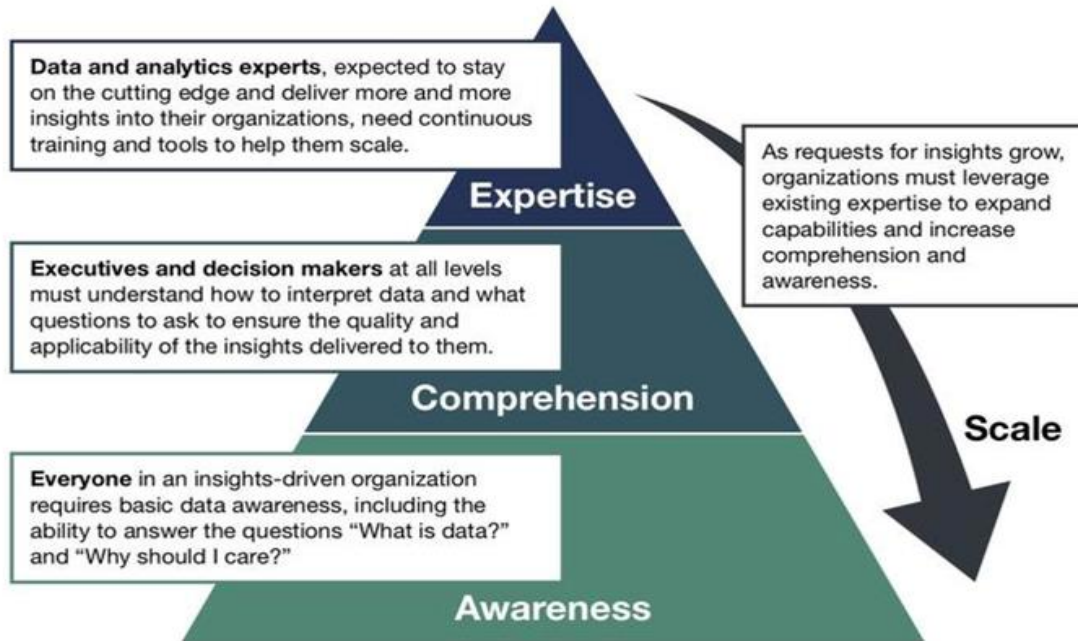 Data and analytics experts, expected to stay
on the cutting edge and deliver more and more
insights into their organizations, need continuous
training and tools to help them scale.
Expertise
As requests for insights grow,
organizations must leverage
existing expertise to expand
capabilities and increase
comprehension and
awareness.
Executives and decision makers at all levels
must understand how to interpret data and what
questions to ask to ensure the quality and
applicability of the insights delivered to them.
Comprehension
Scale
Everyone in an insights-driven organization
requires basic data awareness, including the
ability to answer the questions “What is data?”
and “Why should I care?”
Awareness